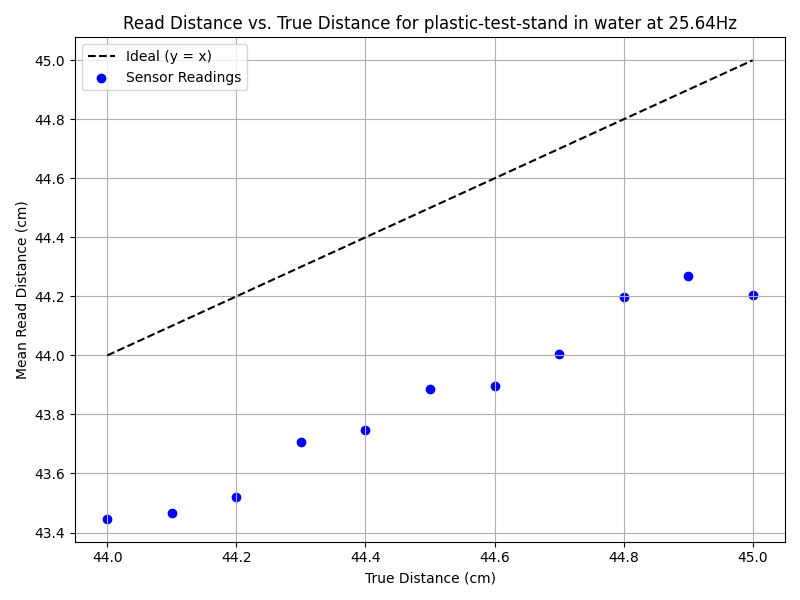 Read Distance vs. True Distance for plastic-test-stand in water at 25.64Hz
Ideal (y = x)
Sensor Readings
Mean Read Distance (cm)
45.0
44.8
44.6
44.4
44.2
44.0
43.8
43.6
43.4
44.0 44.2 44.4 44.6 44.8 45.0
True Distance (cm)